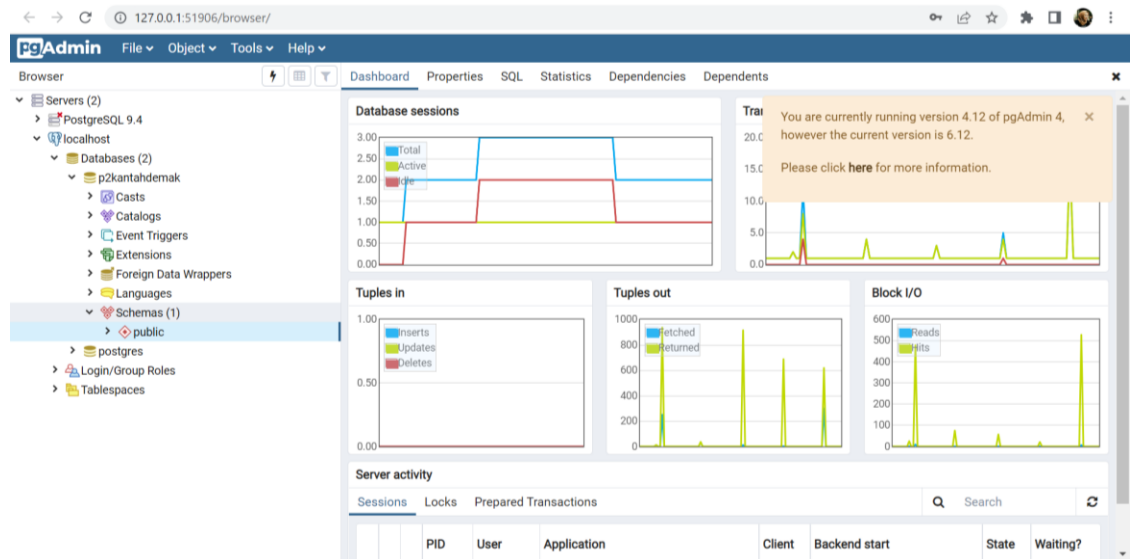 127.0.0.1:51906/browser/
pgAdmin File Object Tools Help
Browser
Dashboard Properties SQL Statistics Dependencies Dependents
Servers (2)
PostgreSQL 9.4
localhost
Databases (2)
p2kantahdemak
Casts
Catalogs
Event Triggers
Extensions
Foreign Data Wrappers
Languages
Schemas (1)
public
postgres
Login/Group Roles
Tablespaces
Database sessions
3.00
2.50
2.00
1.50
1.00
0.50
0.00
Total
Active
Idle
Tra
20.0
15.0
10.0
5.0
0.0
You are currently running version 4.12 of pgAdmin 4,
however the current version is 6.12.
Please click here for more information.
Tuples in
1.00
0.50
0.00
Inserts
Updates
Deletes
Tuples out
1000
800
600
400
200
0
Fetched
Returned
Block I/O
600
500
400
300
200
100
0
Reads
Hits
Server activity
Sessions Locks Prepared Transactions Search
PID User Application Client Backend start State Waiting?